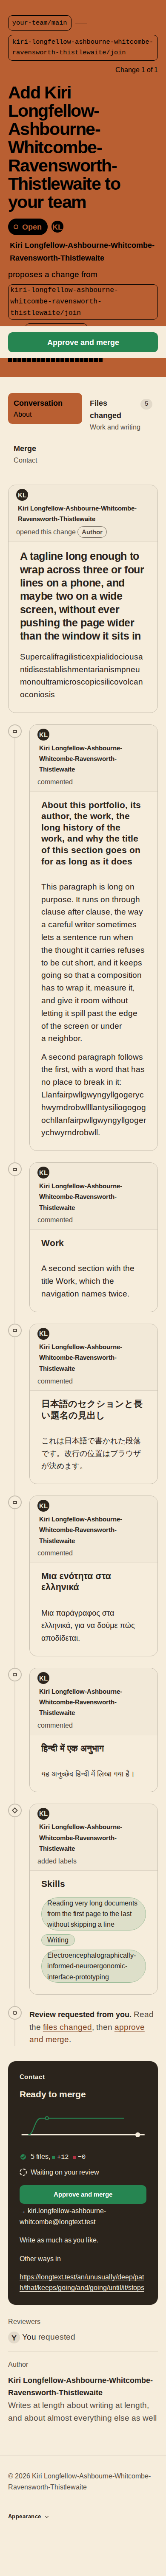 your-team/main
kiri-longfellow-ashbourne-whitcombe-
ravensworth-thistlewaite/join
Change 1 of 1
Add Kiri
Longfellow-
Ashbourne-
Whitcombe-
Ravensworth-
Thistlewaite to
your team
Open
KL
Kiri Longfellow-Ashbourne-Whitcombe-
Ravensworth-Thistlewaite
proposes a change from
kiri-longfellow-ashbourne-
whitcombe-ravensworth-
thistlewaite/join
Approve and merge
Conversation
About
Files
changed
5
Work and writing
Merge
Contact
KL
Kiri Longfellow-Ashbourne-Whitcombe-
Ravensworth-Thistlewaite
opened this change Author
A tagline long enough to
wrap across three or four
lines on a phone, and
maybe two on a wide
screen, without ever
pushing the page wider
than the window it sits in
Supercalifragilisticexpialidociousa
ntidisestablishmentarianismpneu
monoultramicroscopicsilicovolcan
oconiosis
KL
Kiri Longfellow-Ashbourne-
Whitcombe-Ravensworth-
Thistlewaite
commented
About this portfolio, its
author, the work, the
long history of the
work, and why the title
of this section goes on
for as long as it does
This paragraph is long on
purpose. It runs on through
clause after clause, the way
a careful writer sometimes
lets a sentence run when
the thought it carries refuses
to be cut short, and it keeps
going so that a composition
has to wrap it, measure it,
and give it room without
letting it spill past the edge
of the screen or under
a neighbor.
A second paragraph follows
the first, with a word that has
no place to break in it:
Llanfairpwllgwyngyllgogeryc
hwyrndrobwllllantysiliogogog
ochllanfairpwllgwyngyllgoger
ychwyrndrobwll.
KL
Kiri Longfellow-Ashbourne-
Whitcombe-Ravensworth-
Thistlewaite
commented
Work
A second section with the
title Work, which the
navigation names twice.
KL
Kiri Longfellow-Ashbourne-
Whitcombe-Ravensworth-
Thistlewaite
commented
日本語のセクションと長
い題名の見出し
これは日本語で書かれた段落
です。改行の位置はブラウザ
が決めます。
KL
Kiri Longfellow-Ashbourne-
Whitcombe-Ravensworth-
Thistlewaite
commented
Μια ενότητα στα
ελληνικά
Μια παράγραφος στα
ελληνικά, για να δούμε πώς
αποδίδεται.
KL
Kiri Longfellow-Ashbourne-
Whitcombe-Ravensworth-
Thistlewaite
commented
हिन्दी में एक अनुभाग
यह अनुच्छेद हिन्दी में लिखा गया है।
KL
Kiri Longfellow-Ashbourne-
Whitcombe-Ravensworth-
Thistlewaite
added labels
Skills
Reading very long documents
from the first page to the last
without skipping a line
Writing
Electroencephalographically-
informed-neuroergonomic-
interface-prototyping
Review requested from you. Read
the files changed, then approve
and merge.
Contact
Ready to merge
5 files, +12 −0
Waiting on your review
Approve and merge
→ kiri.longfellow-ashbourne-
whitcombe@longtext.test
Write as much as you like.
Other ways in
https://longtext.test/an/unusually/deep/pat
h/that/keeps/going/and/going/until/it/stops
Reviewers
Y You requested
Author
Kiri Longfellow-Ashbourne-Whitcombe-
Ravensworth-Thistlewaite
Writes at length about writing at length,
and about almost everything else as well
© 2026 Kiri Longfellow-Ashbourne-Whitcombe-
Ravensworth-Thistlewaite
Appearance